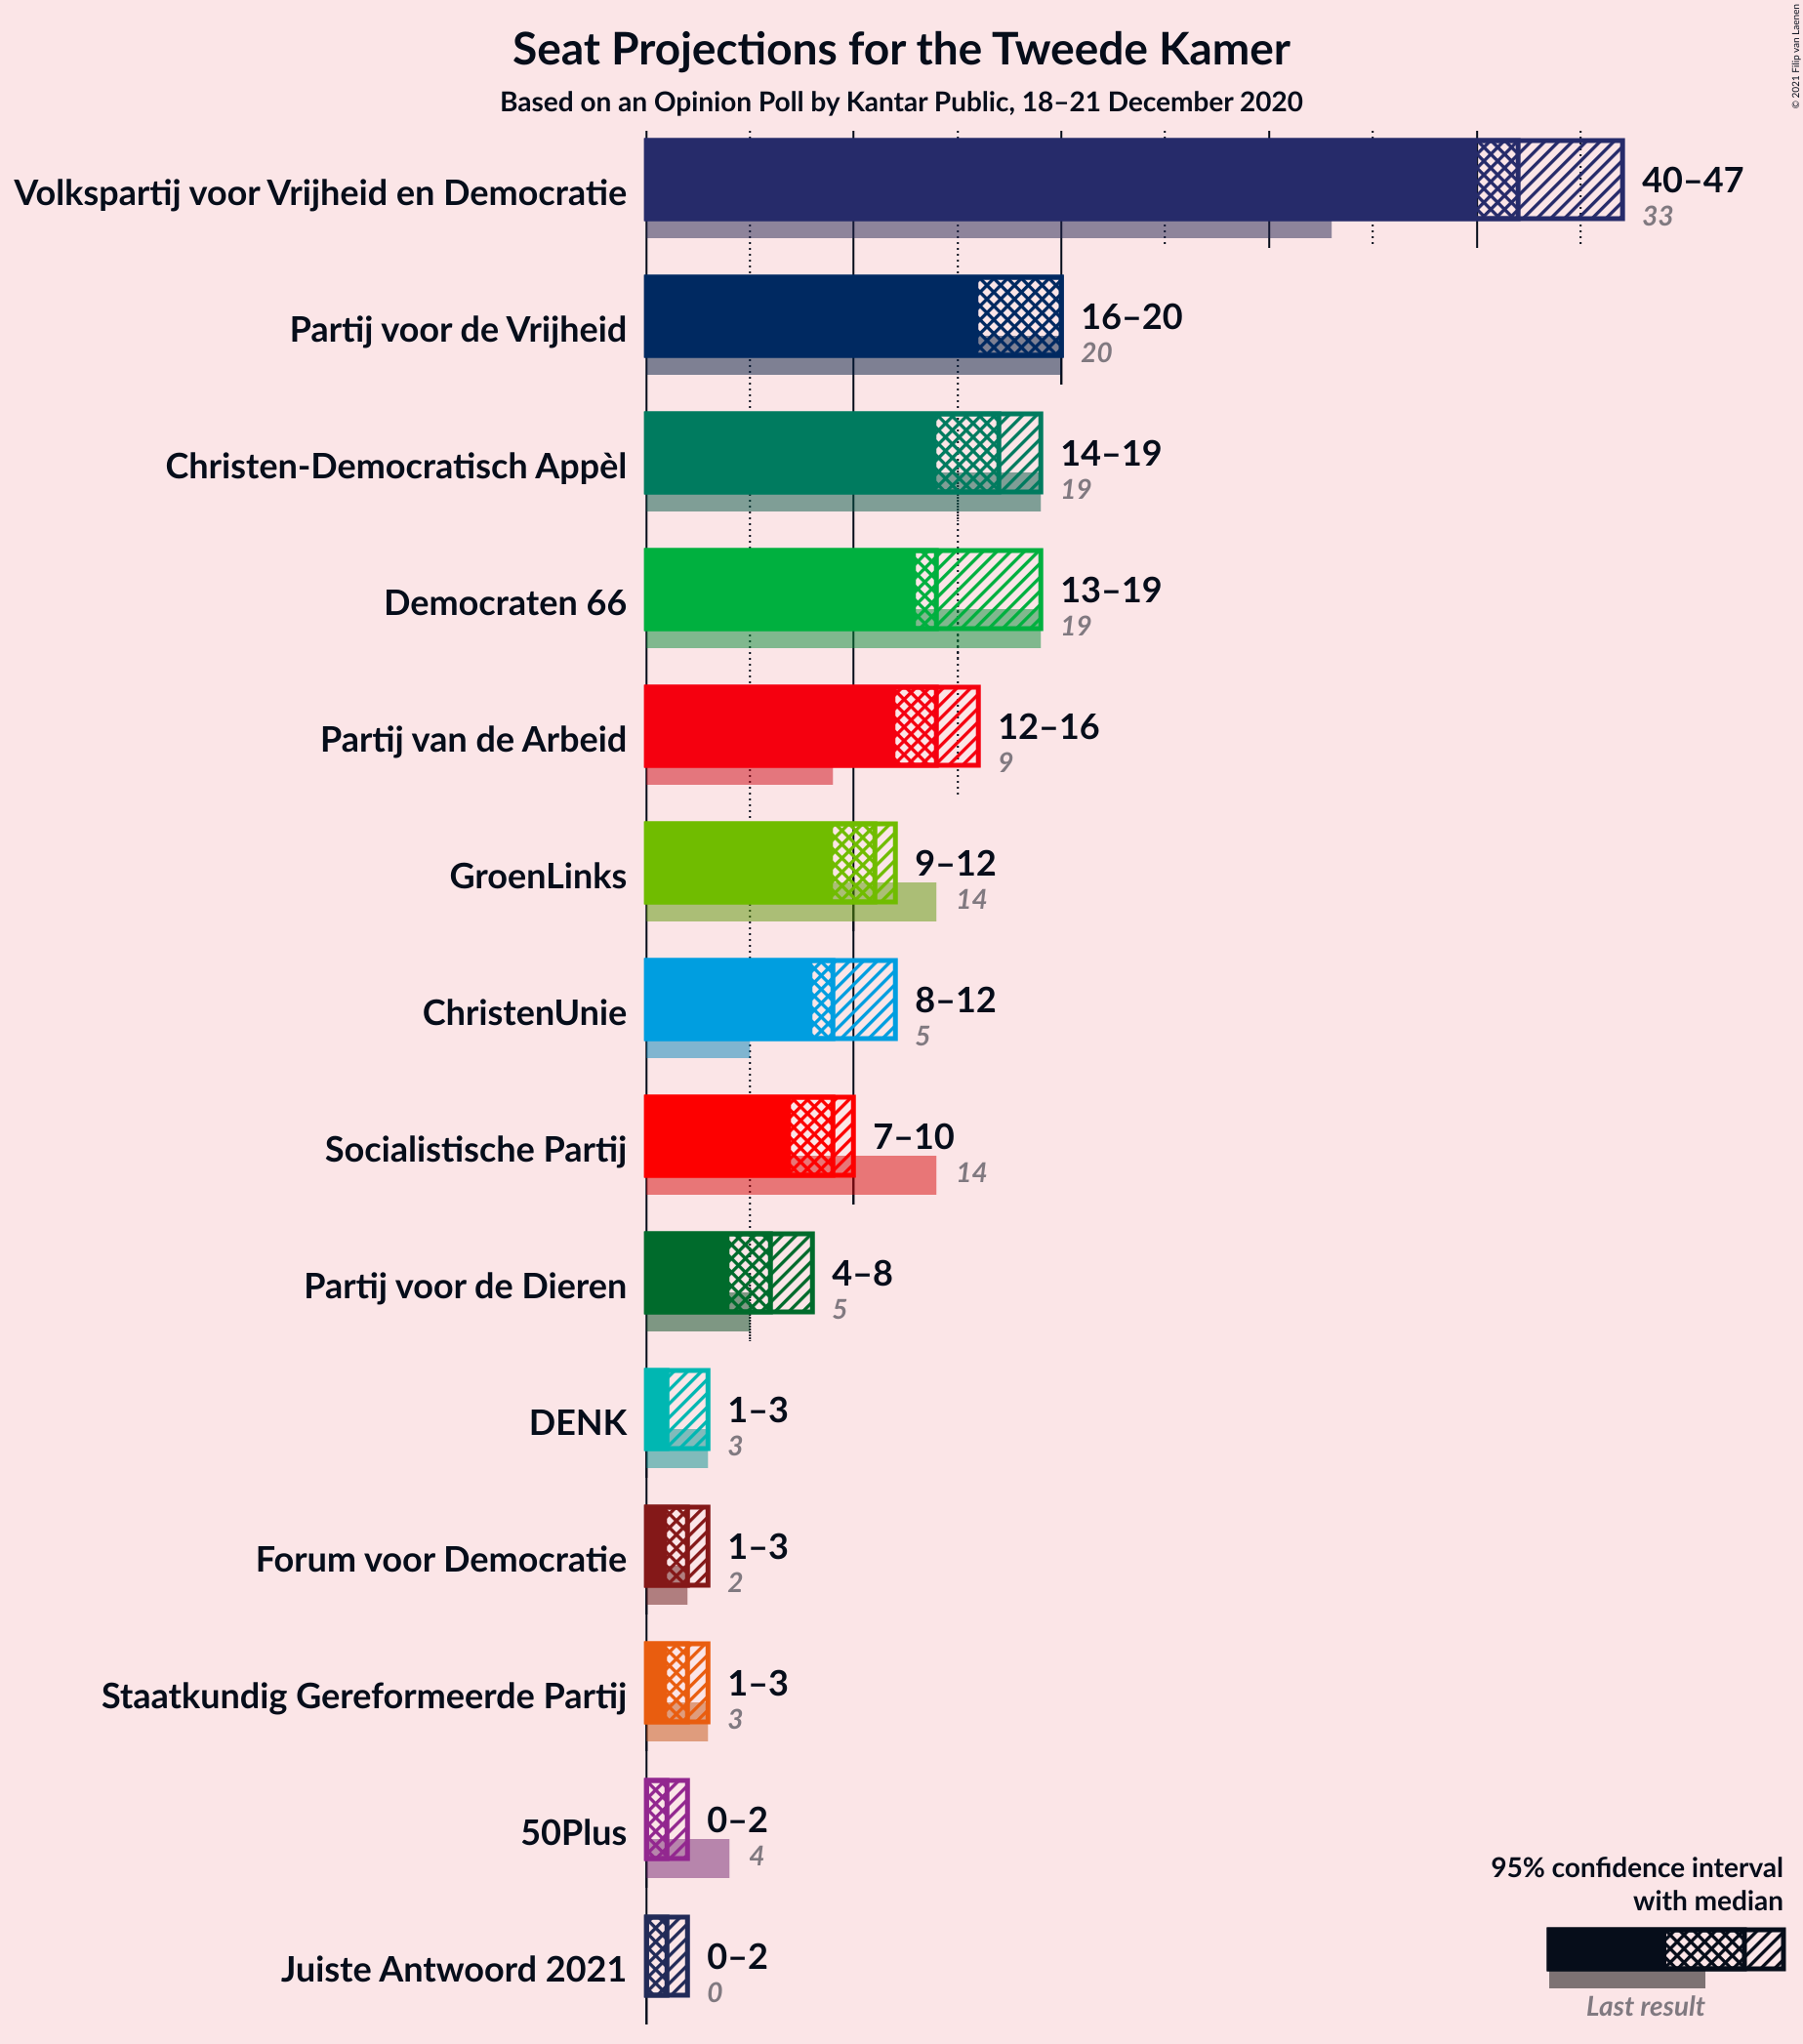 Seat Projections for the Tweede Kamer
Based on an Opinion Poll by Kantar Public, 18–21 December 2020
© 2021 Filip van Laenen
Volkspartij voor Vrijheid en Democratie
40–47
33
Partij voor de Vrijheid
16–20
20
Christen-Democratisch Appèl
14–19
19
Democraten 66
13–19
19
Partij van de Arbeid
12–16
9
GroenLinks
9–12
14
ChristenUnie
8–12
5
Socialistische Partij
7–10
14
Partij voor de Dieren
4–8
5
DENK
1–3
3
Forum voor Democratie
1–3
2
Staatkundig Gereformeerde Partij
1–3
3
50Plus
0–2
4
Juiste Antwoord 2021
0–2
0
95% confidence interval
with median
Last result